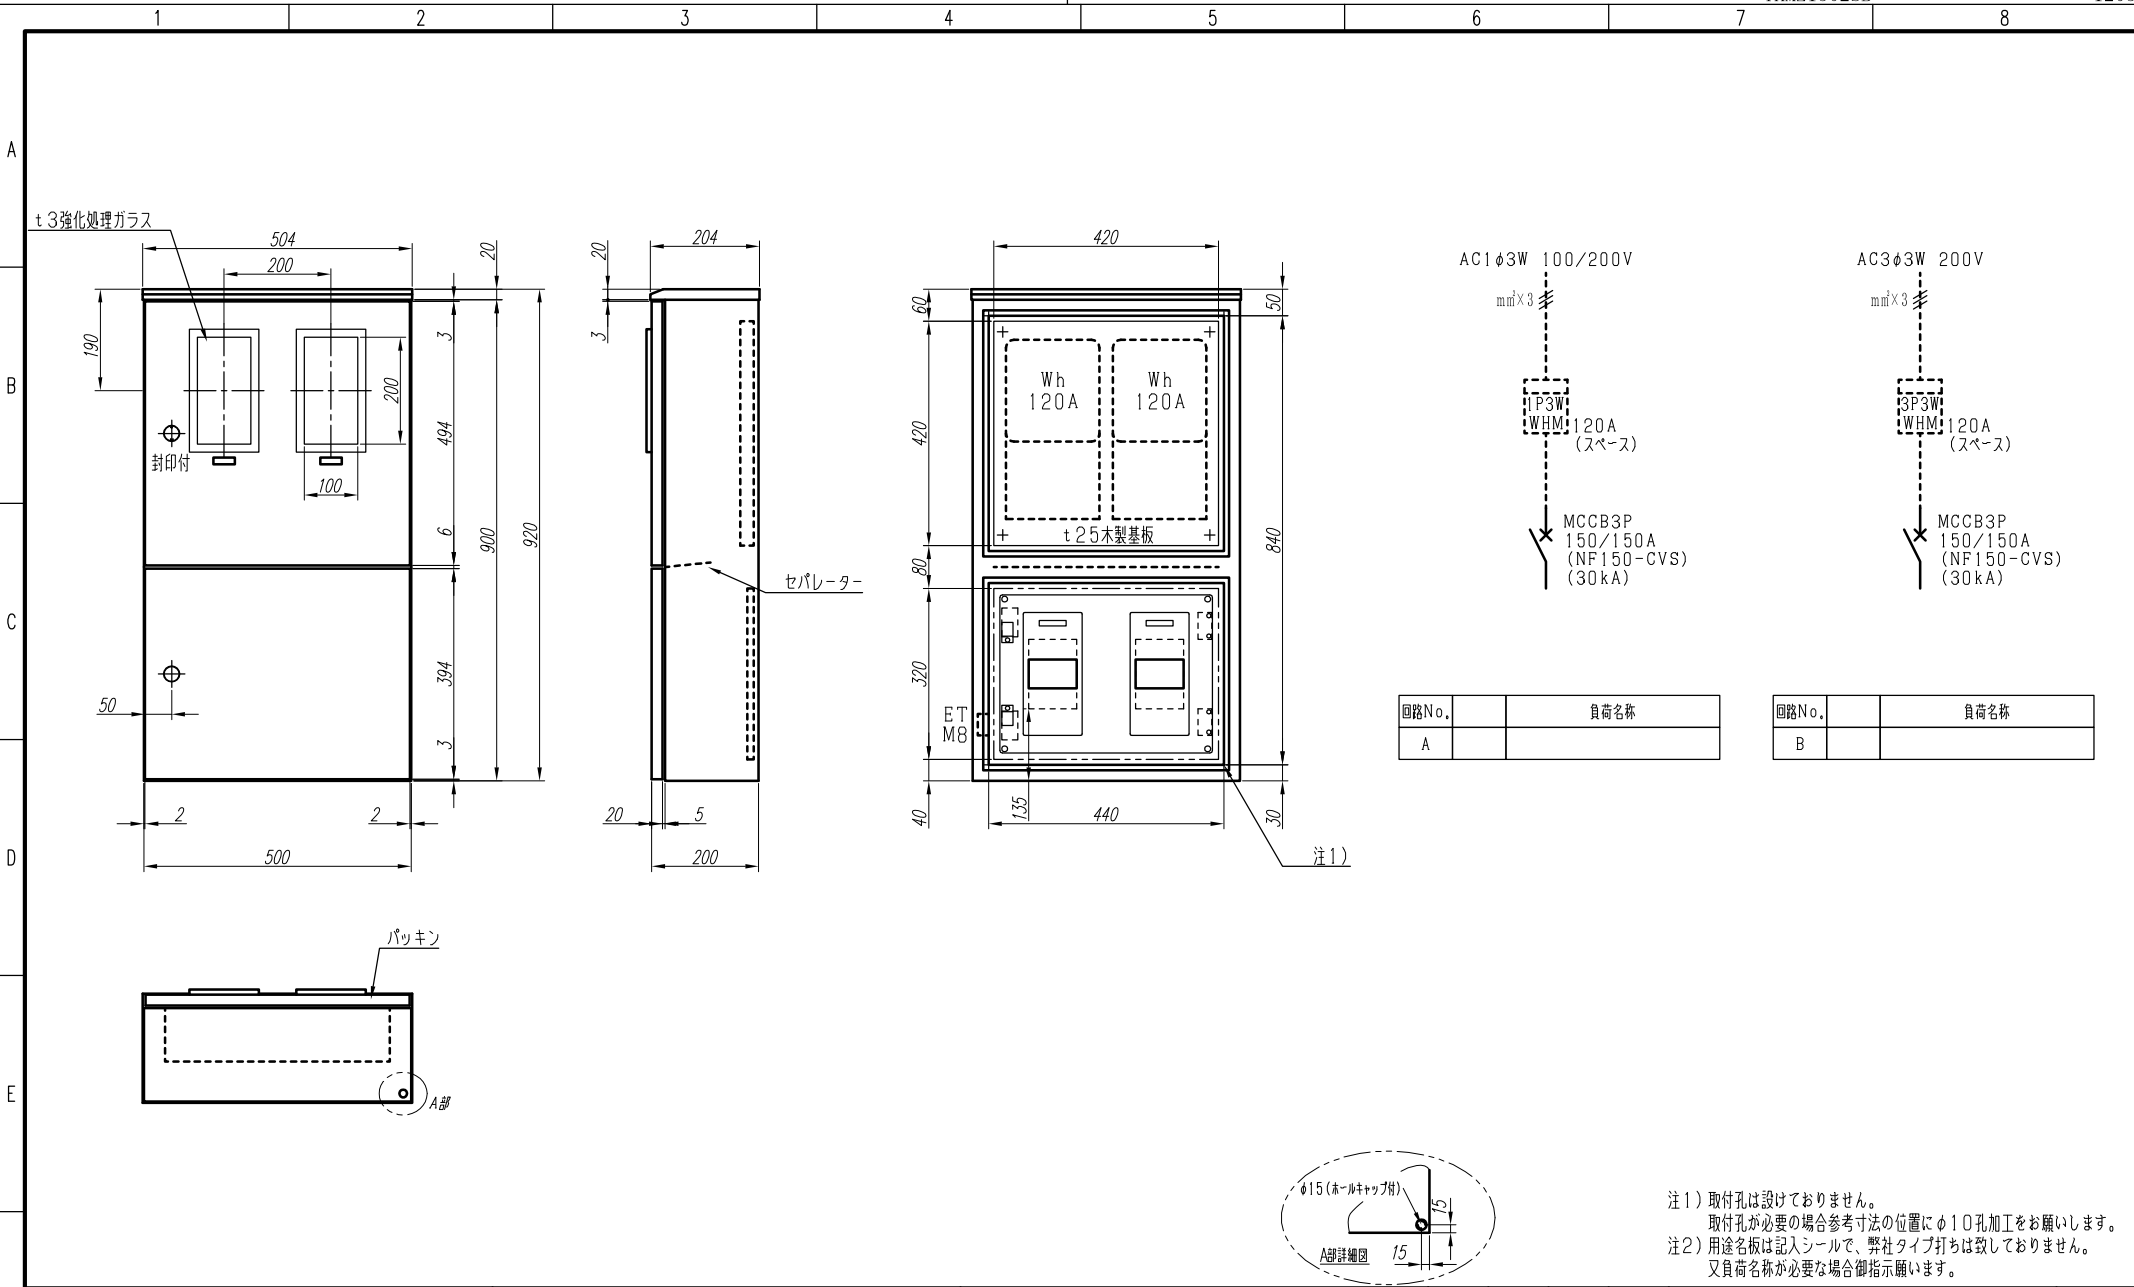 1 2 3 4 5 6 7 8
A
B
C
D
E
t3強化処理ガラス
504
200
20
190
3
200
494
封印付
100
6
900
920
394
50
3
2
2
500
20
204
3
セパレーター
20
5
200
420
60
50
Wh
120A
Wh
120A
420
t25木製基板
840
80
320
ET
M8
135
40
440
30
注1)
AC1φ3W 100/200V
mm²×3
1P3W
WHM
120A
(スペース)
MCCB3P
150/150A
(NF150-CVS)
(30kA)
AC3φ3W 200V
mm²×3
3P3W
WHM
120A
(スペース)
MCCB3P
150/150A
(NF150-CVS)
(30kA)
回路No. 負荷名称
A
回路No. 負荷名称
B
パッキン
A部
φ15(ホールキャップ付)
15
A部詳細図
15
注1)取付孔は設けておりません。
取付孔が必要の場合参考寸法の位置にφ10孔加工をお願いします。
注2)用途名板は記入シールで、弊社タイプ打ちは致しておりません。
又負荷名称が必要な場合御指示願います。